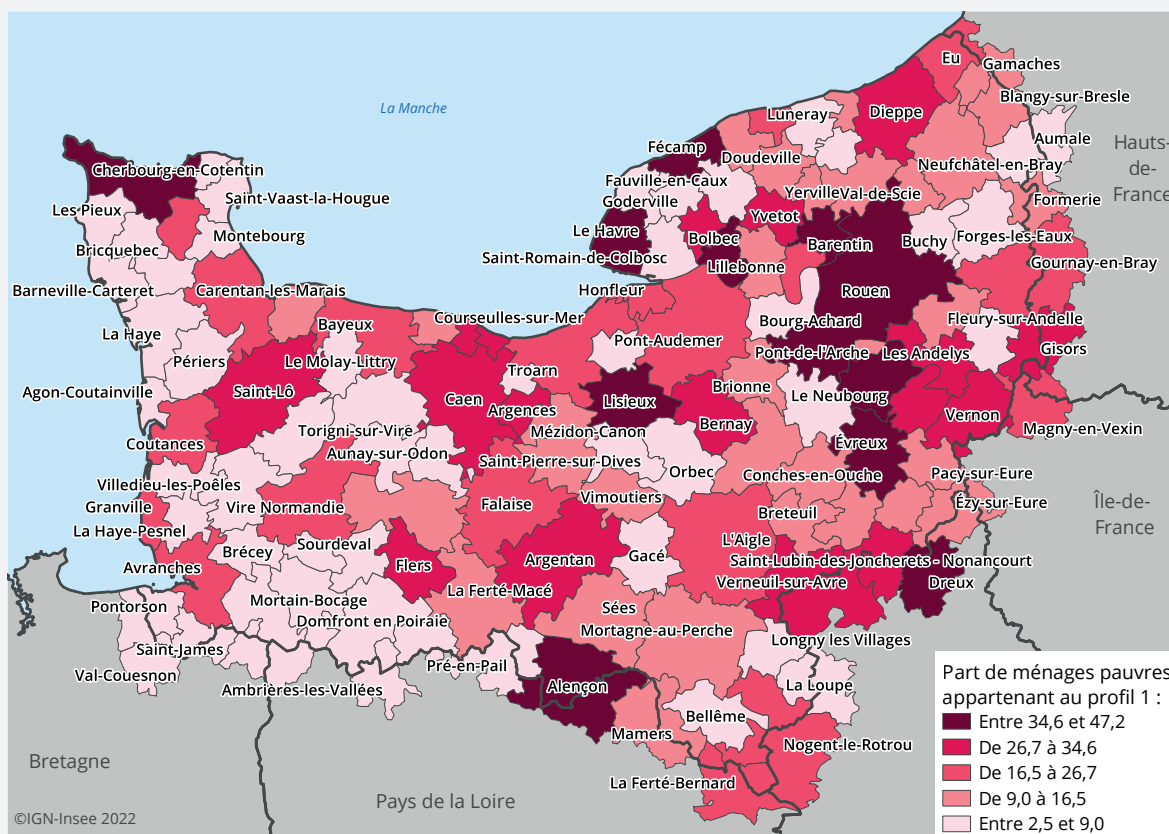 Eu
Gamaches
La Manche
Luneray
Dieppe
Blangy-sur-Bresle
Aumale
Hauts-
de-
France
Fécamp
Doudeville
Neufchâtel-en-Bray
Cherbourg-en-Cotentin
Fauville-en-Caux
Goderville
Yerville
Val-de-Scie
Formerie
Saint-Vaast-la-Hougue
Les Pieux
Yvetot
Le Havre
Bolbec
Barentin
Buchy
Forges-les-Eaux
Montebourg
Bricquebec
Saint-Romain-de-Colbosc
Lillebonne
Gournay-en-Bray
Barneville-Carteret
Carentan-les-Marais
Honfleur
Rouen
Courseulles-sur-Mer
Bayeux
Bourg-Achard
Fleury-sur-Andelle
La Haye
Pont-Audemer
Périers
Le Molay-Littry
Pont-de-l'Arche
Les Andelys
Gisors
Troarn
Agon-Coutainville
Saint-Lô
Caen
Argences
Lisieux
Brionne
Le Neubourg
Bernay
Vernon
Magny-en-Vexin
Coutances
Torigni-sur-Vire
Mézidon-Canon
Évreux
Aunay-sur-Odon
Saint-Pierre-sur-Dives
Orbec
Conches-en-Ouche
Pacy-sur-Eure
Villedieu-les-Poêles
Granville
Vire Normandie
Falaise
Vimoutiers
Breteuil
Ézy-sur-Eure
Île-de-
France
La Haye-Pesnel
Brécey
Sourdeval
L'Aigle
Gacé
Saint-Lubin-des-Joncherets - Nonancourt
Avranches
Flers
Argentan
Verneuil-sur-Avre
Dreux
La Ferté-Macé
Pontorson
Mortain-Bocage
Sées
Domfront en Poiraie
Mortagne-au-Perche
Longny les Villages
Saint-James
Val-Couesnon
Pré-en-Pail
Ambrières-les-Vallées
Alençon
La Loupe
Bellême
Mamers
Nogent-le-Rotrou
La Ferté-Bernard
Bretagne
Pays de la Loire
©IGN-Insee 2022
Part de ménages pauvres
appartenant au profil 1 :
Entre 34,6 et 47,2
De 26,7 à 34,6
De 16,5 à 26,7
De 9,0 à 16,5
Entre 2,5 et 9,0